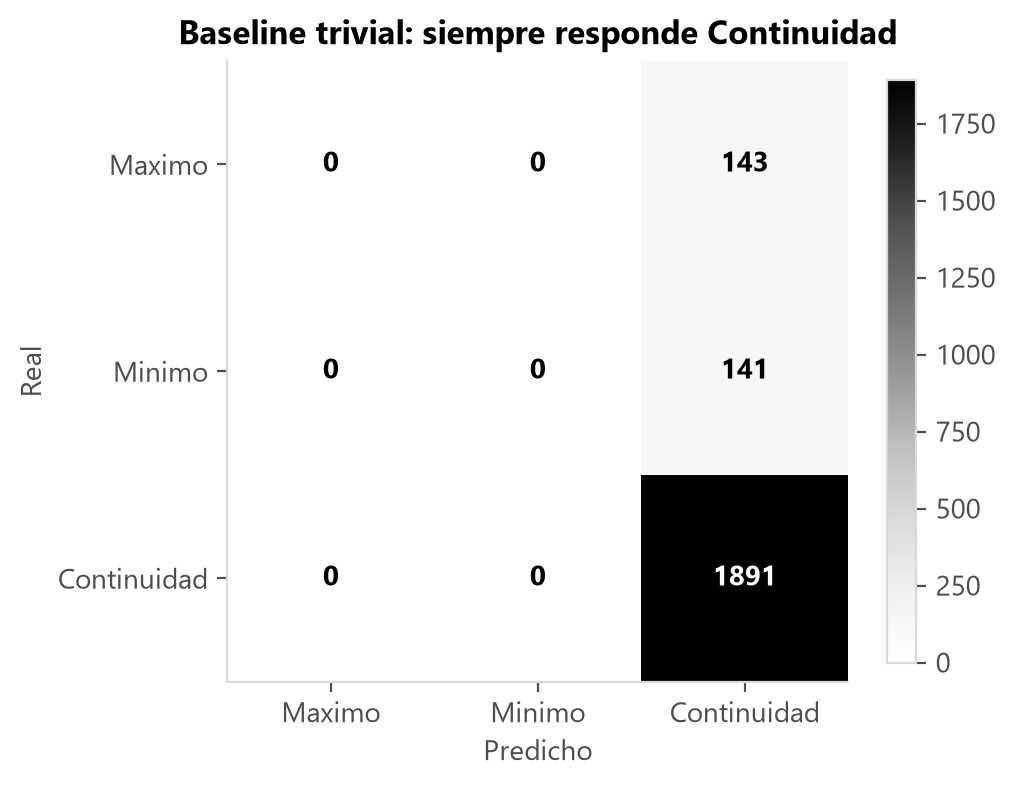 Baseline trivial: siempre responde Continuidad
Real
Maximo 0 0 143
Minimo 0 0 141
Continuidad 0 0 1891
Maximo Minimo Continuidad
Predicho
1750
1500
1250
1000
750
500
250
0